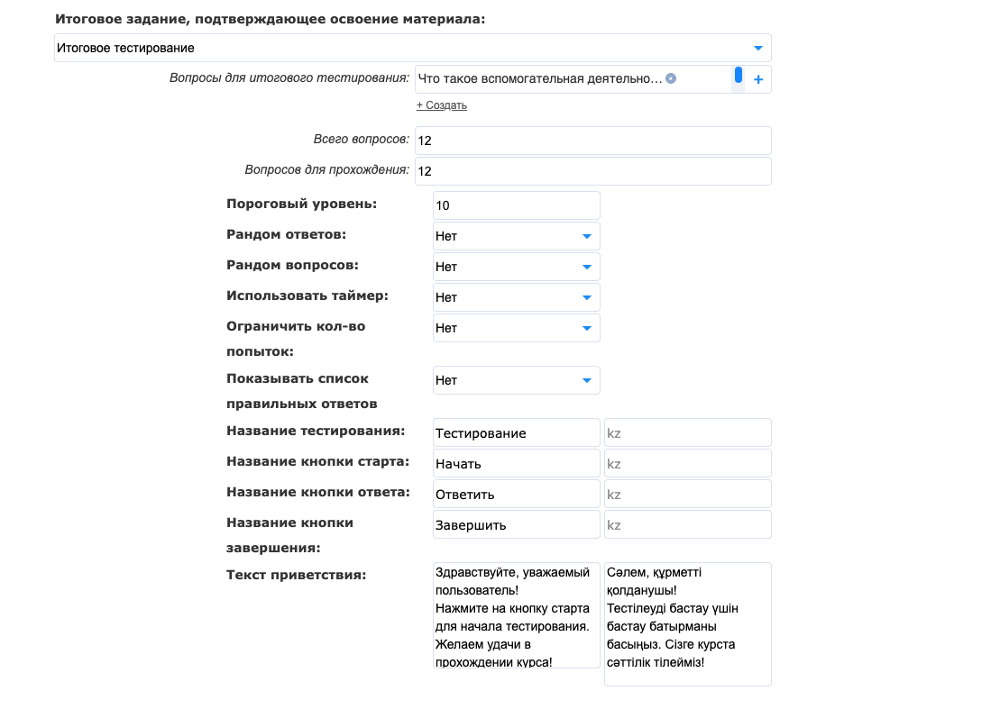 Итоговое задание, подтверждающее освоение материала:
Итоговое тестирование
Вопросы для итогового тестирования:
Что такое вспомогательная деятельно...
+
+ Создать
Всего вопросов:
12
Вопросов для прохождения:
12
Пороговый уровень:
10
Рандом ответов:
Нет
Рандом вопросов:
Нет
Использовать таймер:
Нет
Ограничить кол-во
попыток:
Нет
Показывать список
правильных ответов
Нет
Название тестирования:
Тестирование
kz
Название кнопки старта:
Начать
kz
Название кнопки ответа:
Ответить
kz
Название кнопки
завершения:
Завершить
kz
Текст приветствия:
Здравствуйте, уважаемый
пользователь!
Нажмите на кнопку старта
для начала тестирования.
Желаем удачи в
прохождении курса!
Сәлем, құрметті
қолданушы!
Тестілеуді бастау үшін
бастау батырманы
басыңыз. Сізге курста
сәттілік тілейміз!